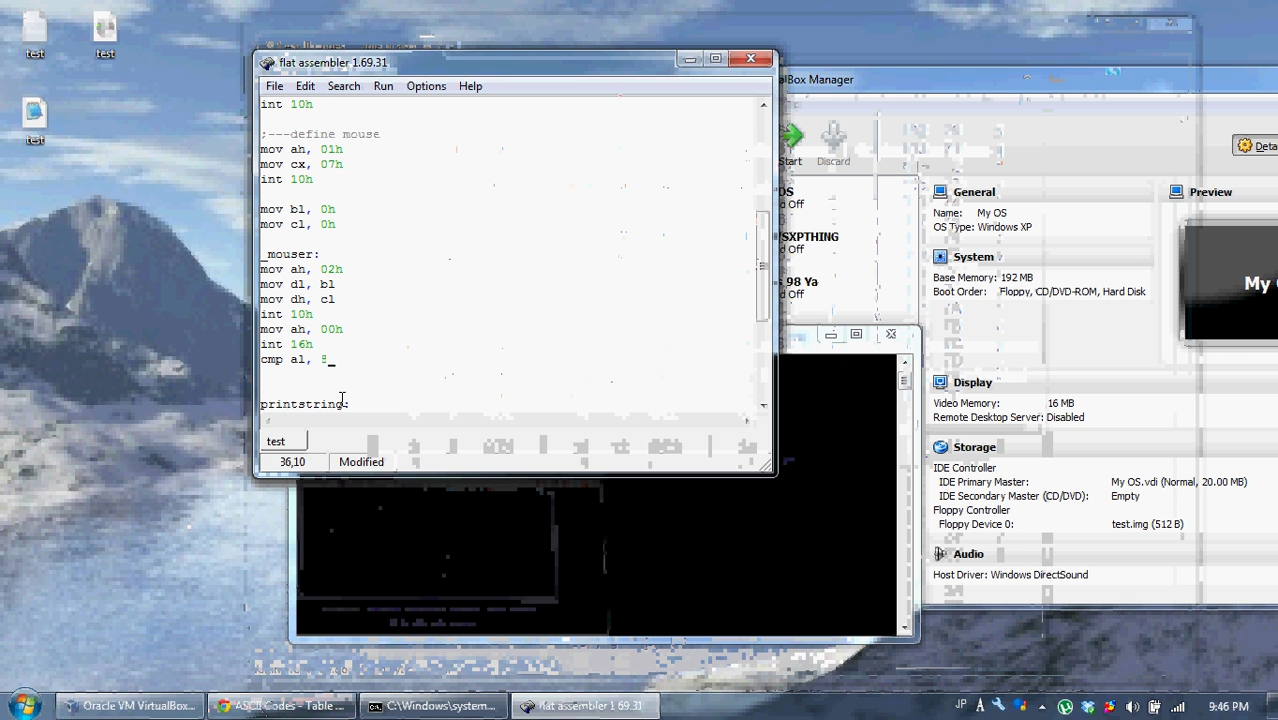 test
test
test
flat assembler 1.69.31
File Edit Search Run Options Help
int 10h
;---define mouse
mov ah, 01h
mov cx, 07h
int 10h
mov bl, 0h
mov cl, 0h
_mouser:
mov ah, 02h
mov dl, bl
mov dh, cl
int 10h
mov ah, 00h
int 16h
cmp al,
printstring:
test
36,10 Modified
alBox Manager
Start
Discard
Deta
OS
d Off
SXPTHING
d Off
s 98 Ya
d Off
General
Name: My OS
OS Type: Windows XP
System
Base Memory: 192 MB
Boot Order: Floppy, CD/DVD-ROM, Hard Disk
Preview
My
Display
Video Memory: 16 MB
Remote Desktop Server: Disabled
Storage
IDE Controller
IDE Primary Master: My OS.vdi (Normal, 20.00 MB)
IDE Secondary Master (CD/DVD): Empty
Floppy Controller
Floppy Device 0: test.img (512 B)
Audio
Host Driver: Windows DirectSound
Oracle VM VirtualBox...
ASCII Codes - Table ...
C:\Windows\system...
flat assembler 1.69.31
JP
9:46 PM